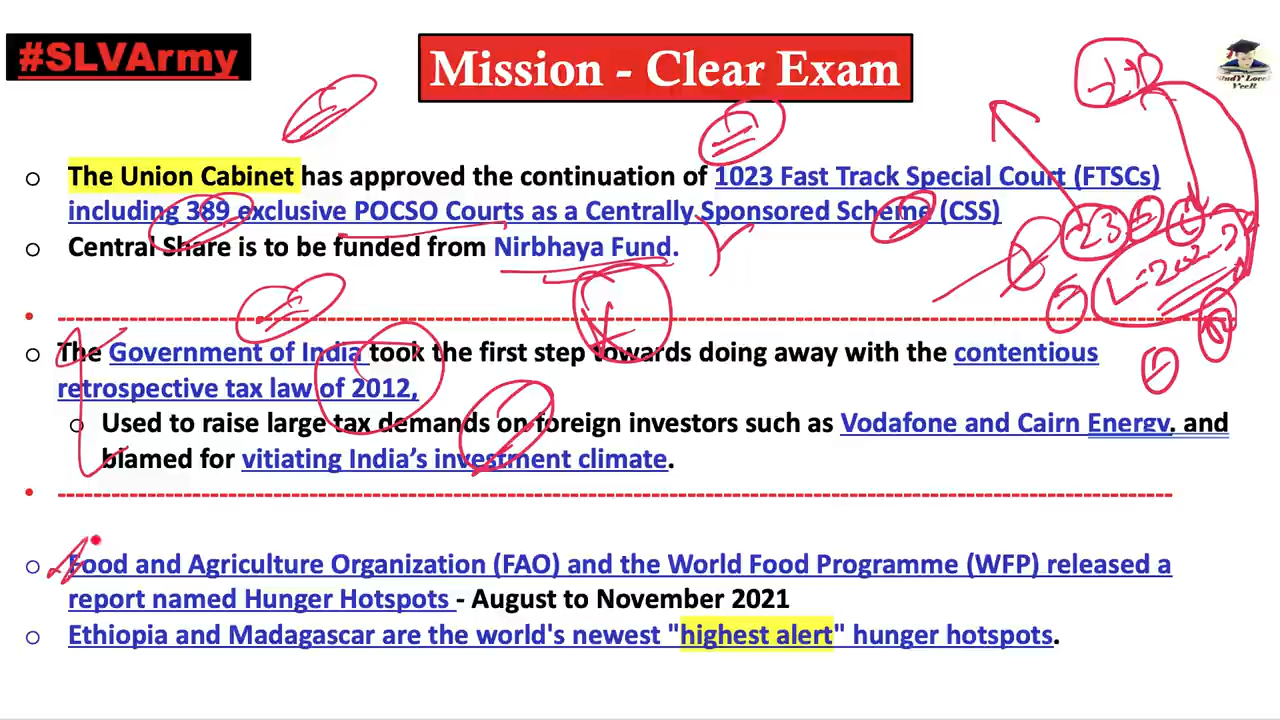 #SLVArmy
Mission - Clear Exam
The Union Cabinet has approved the continuation of 1023 Fast Track Special Court (FTSCs)
including 389 exclusive POCSO Courts as a Centrally Sponsored Scheme (CSS)
Central Share is to be funded from Nirbhaya Fund.
The Government of India took the first step towards doing away with the contentious
retrospective tax law of 2012,
Used to raise large tax demands on foreign investors such as Vodafone and Cairn Energy. and
blamed for vitiating India’s investment climate.
Food and Agriculture Organization (FAO) and the World Food Programme (WFP) released a
report named Hunger Hotspots - August to November 2021
Ethiopia and Madagascar are the world's newest "highest alert" hunger hotspots.